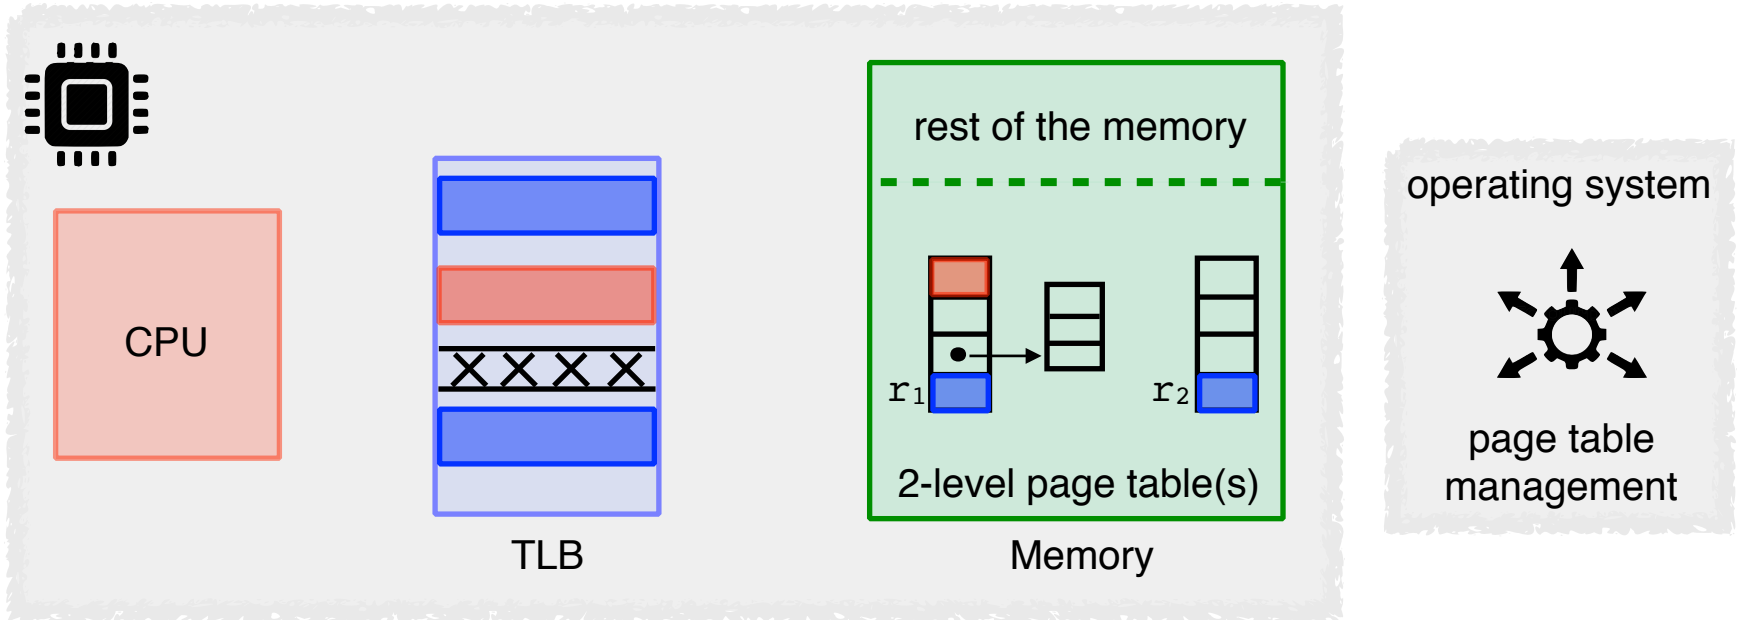 rest of the memory
operating system
CPU
r1
r2
page table
management
2-level page table(s)
TLB
Memory